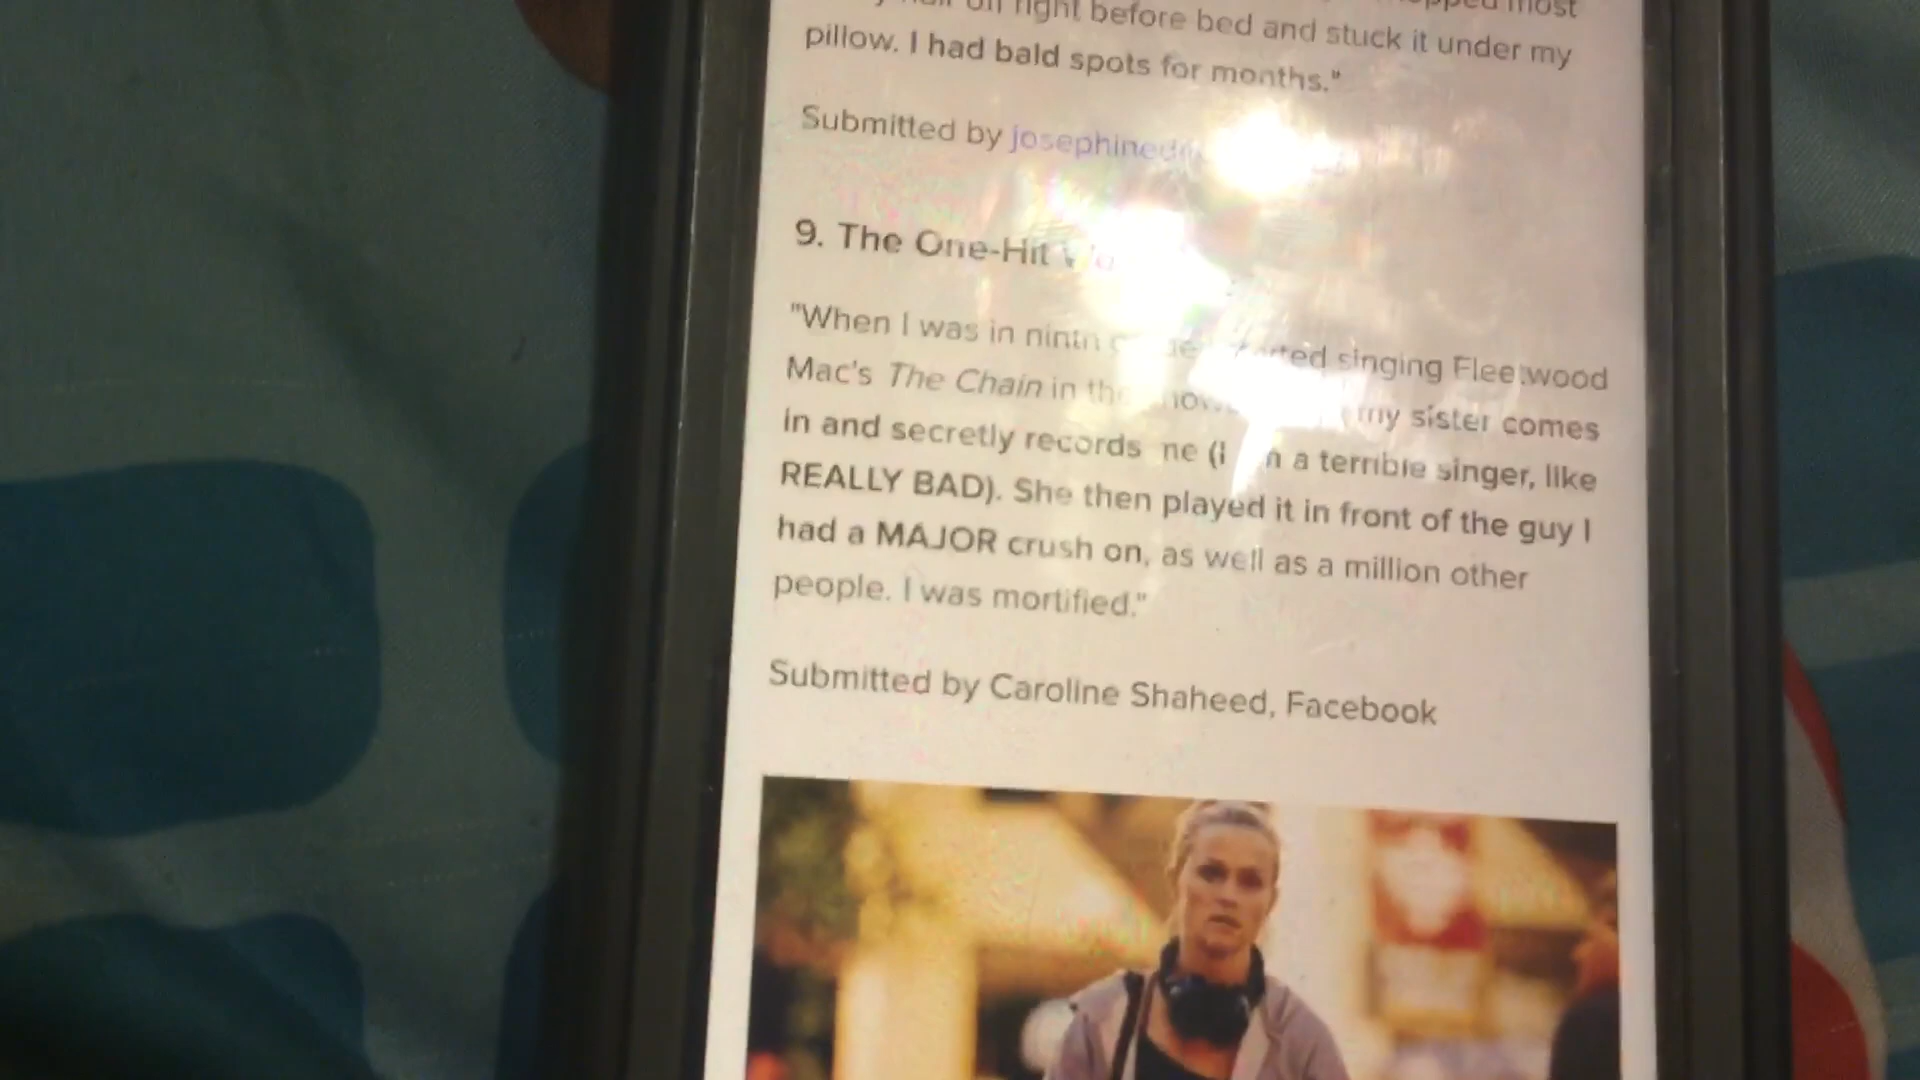 most
off right before bed and stuck it under my
pillow. I had bald spots for months."
Submitted by
9. The One-Hit
"When I was in singing Fleetwood
Mac's The Chain in my sister comes
in and secretly records a terrible singer, like
REALLY BAD). She then played it in front of the guy I
had a MAJOR crush on, as well as a million other
people. I was mortified."
Submitted by Caroline Shaheed, Facebook